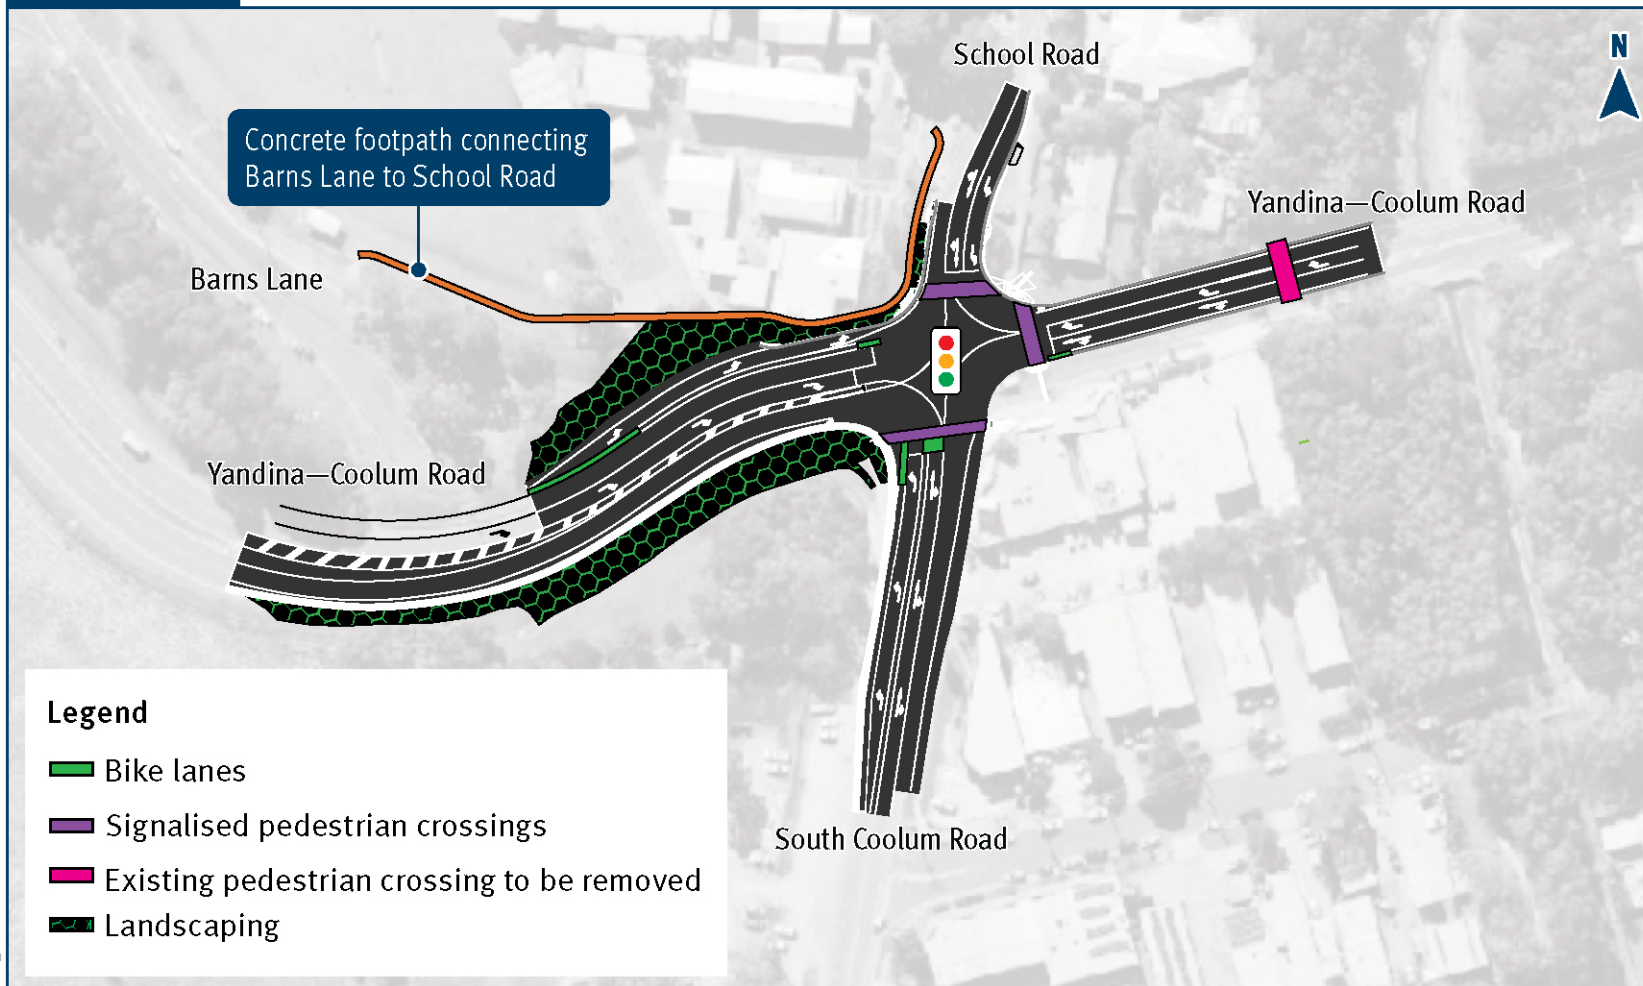 School Road
N
Concrete footpath connecting
Barns Lane to School Road
Yandina—Coolum Road
Barns Lane
Yandina—Coolum Road
South Coolum Road
Legend
Bike lanes
Signalised pedestrian crossings
Existing pedestrian crossing to be removed
Landscaping